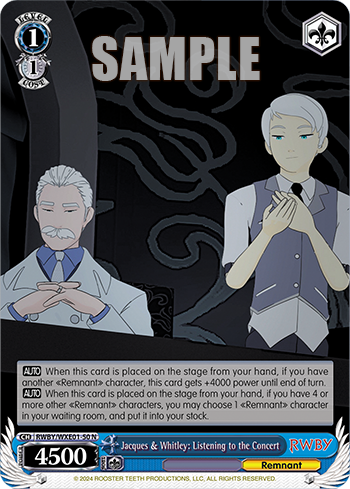 LEVEL
1
1
COST
SAMPLE
AUTO When this card is placed on the stage from your hand, if you have
another «Remnant» character, this card gets +4000 power until end of turn.
AUTO When this card is placed on the stage from your hand, if you have 4 or
more other «Remnant» characters, you may choose 1 «Remnant» character
in your waiting room, and put it into your stock.
CH RWBY/WXE01-50 N
Jacques & Whitley: Listening to the Concert
RWBY
POWER
4500
Remnant
© 2024 ROOSTER TEETH PRODUCTIONS, LLC, ALL RIGHTS RESERVED.